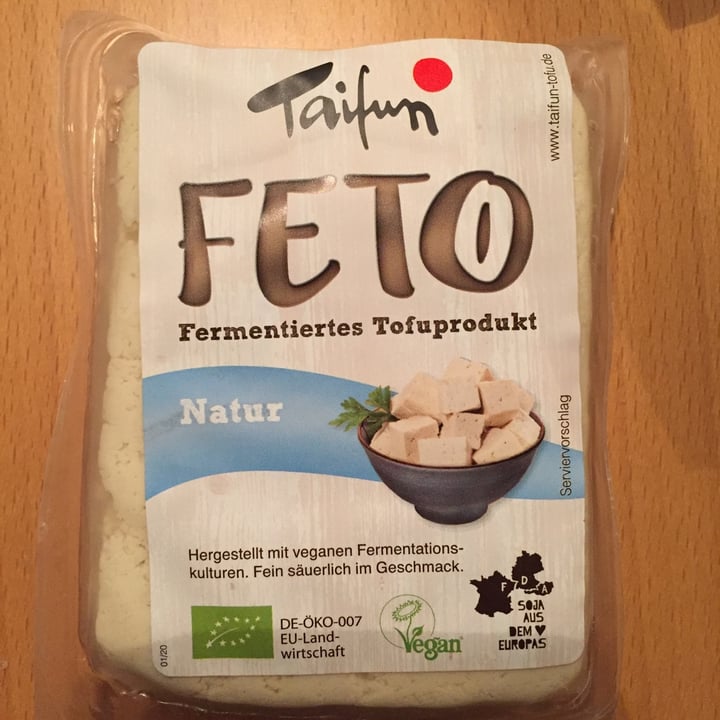 Taifun
www.taifun-tofu.de
FETO
Fermentiertes Tofuprodukt
Natur
Serviervorschlag
Hergestellt mit veganen Fermentations-
kulturen. Fein säuerlich im Geschmack.
01/20
DE-ÖKO-007
EU-Land-
wirtschaft
Vegan
F D A
SOJA
AUS
DEM ♥
EUROPAS